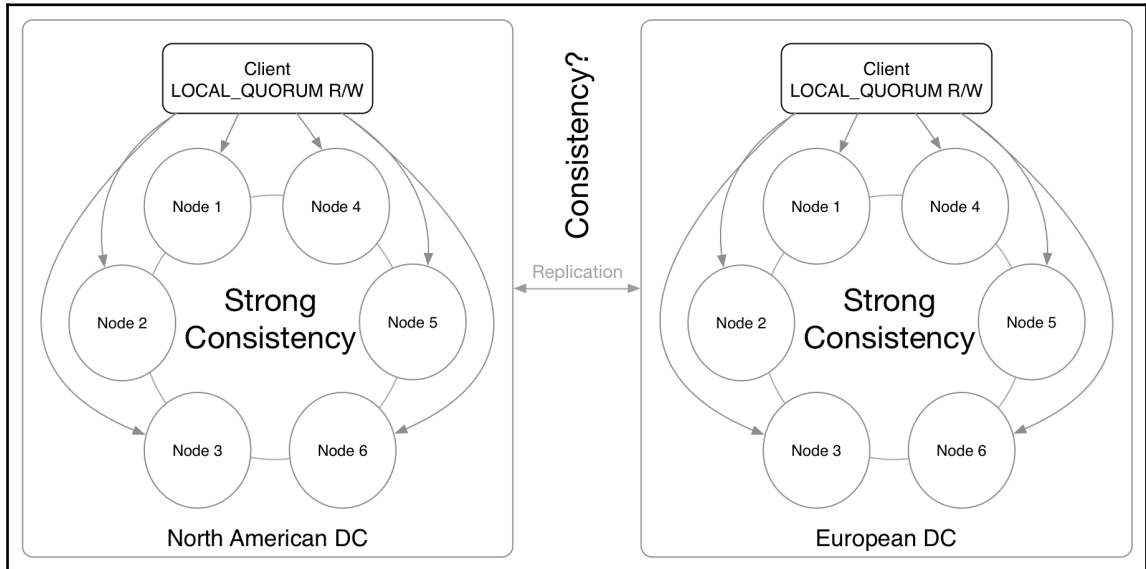 Client
LOCAL_QUORUM R/W
Node 1
Node 4
Node 2
Strong
Consistency
Node 5
Node 3
Node 6
North American DC
Consistency?
Replication
Client
LOCAL_QUORUM R/W
Node 1
Node 4
Node 2
Strong
Consistency
Node 5
Node 3
Node 6
European DC